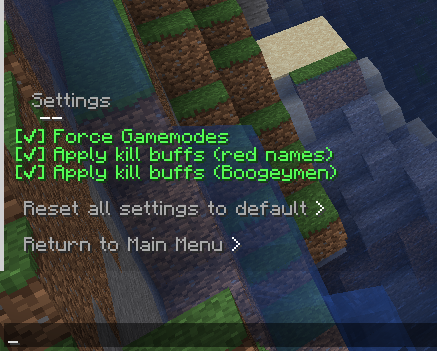 Settings
--
[√] Force Gamemodes
[√] Apply kill buffs (red names)
[√] Apply kill buffs (Boogeymen)
Reset all settings to default >
Return to Main Menu >
_